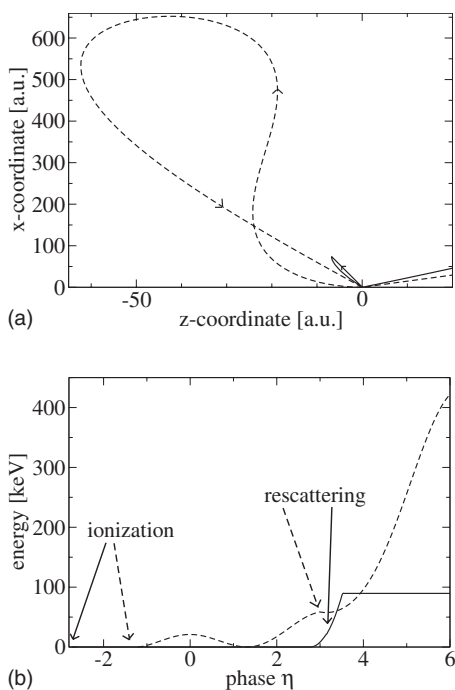 600
500
400
300
200
100
0
x-coordinate [a.u.]
-50
0
z-coordinate [a.u.]
(a)
400
300
200
100
0
energy [keV]
ionization
rescattering
-2
0
2
4
6
phase η
(b)